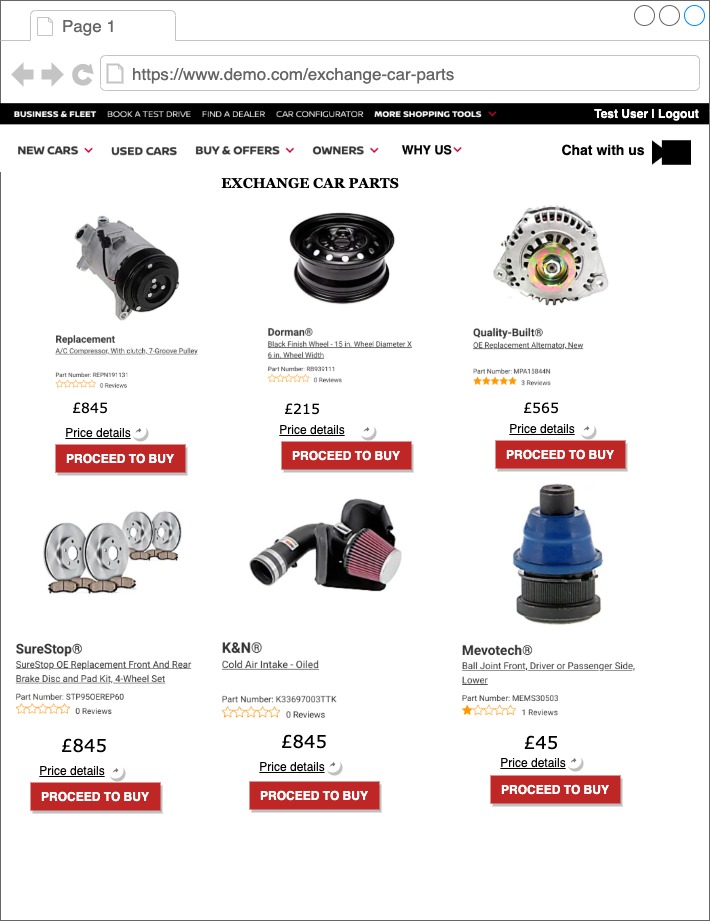 Page 1
https://www.demo.com/exchange-car-parts
BUSINESS & FLEET BOOK A TEST DRIVE FIND A DEALER CAR CONFIGURATOR MORE SHOPPING TOOLS Test User | Logout
NEW CARS USED CARS BUY & OFFERS OWNERS WHY US Chat with us
EXCHANGE CAR PARTS
Replacement
A/C Compressor, With clutch, 7-Groove Pulley
Part Number: REPN191131
0 Reviews
£845
Price details
PROCEED TO BUY
Dorman®
Black Finish Wheel - 15 in. Wheel Diameter X
6 in. Wheel Width
Part Number: RB939111
0 Reviews
£215
Price details
PROCEED TO BUY
Quality-Built®
OE Replacement Alternator, New
Part Number: MPA15844N
3 Reviews
£565
Price details
PROCEED TO BUY
SureStop®
SureStop OE Replacement Front And Rear
Brake Disc and Pad Kit, 4-Wheel Set
Part Number: STP95OEREP60
0 Reviews
£845
Price details
PROCEED TO BUY
K&N®
Cold Air Intake - Oiled
Part Number: K33697003TTK
0 Reviews
£845
Price details
PROCEED TO BUY
Mevotech®
Ball Joint Front, Driver or Passenger Side,
Lower
Part Number: MEMS30503
1 Reviews
£45
Price details
PROCEED TO BUY